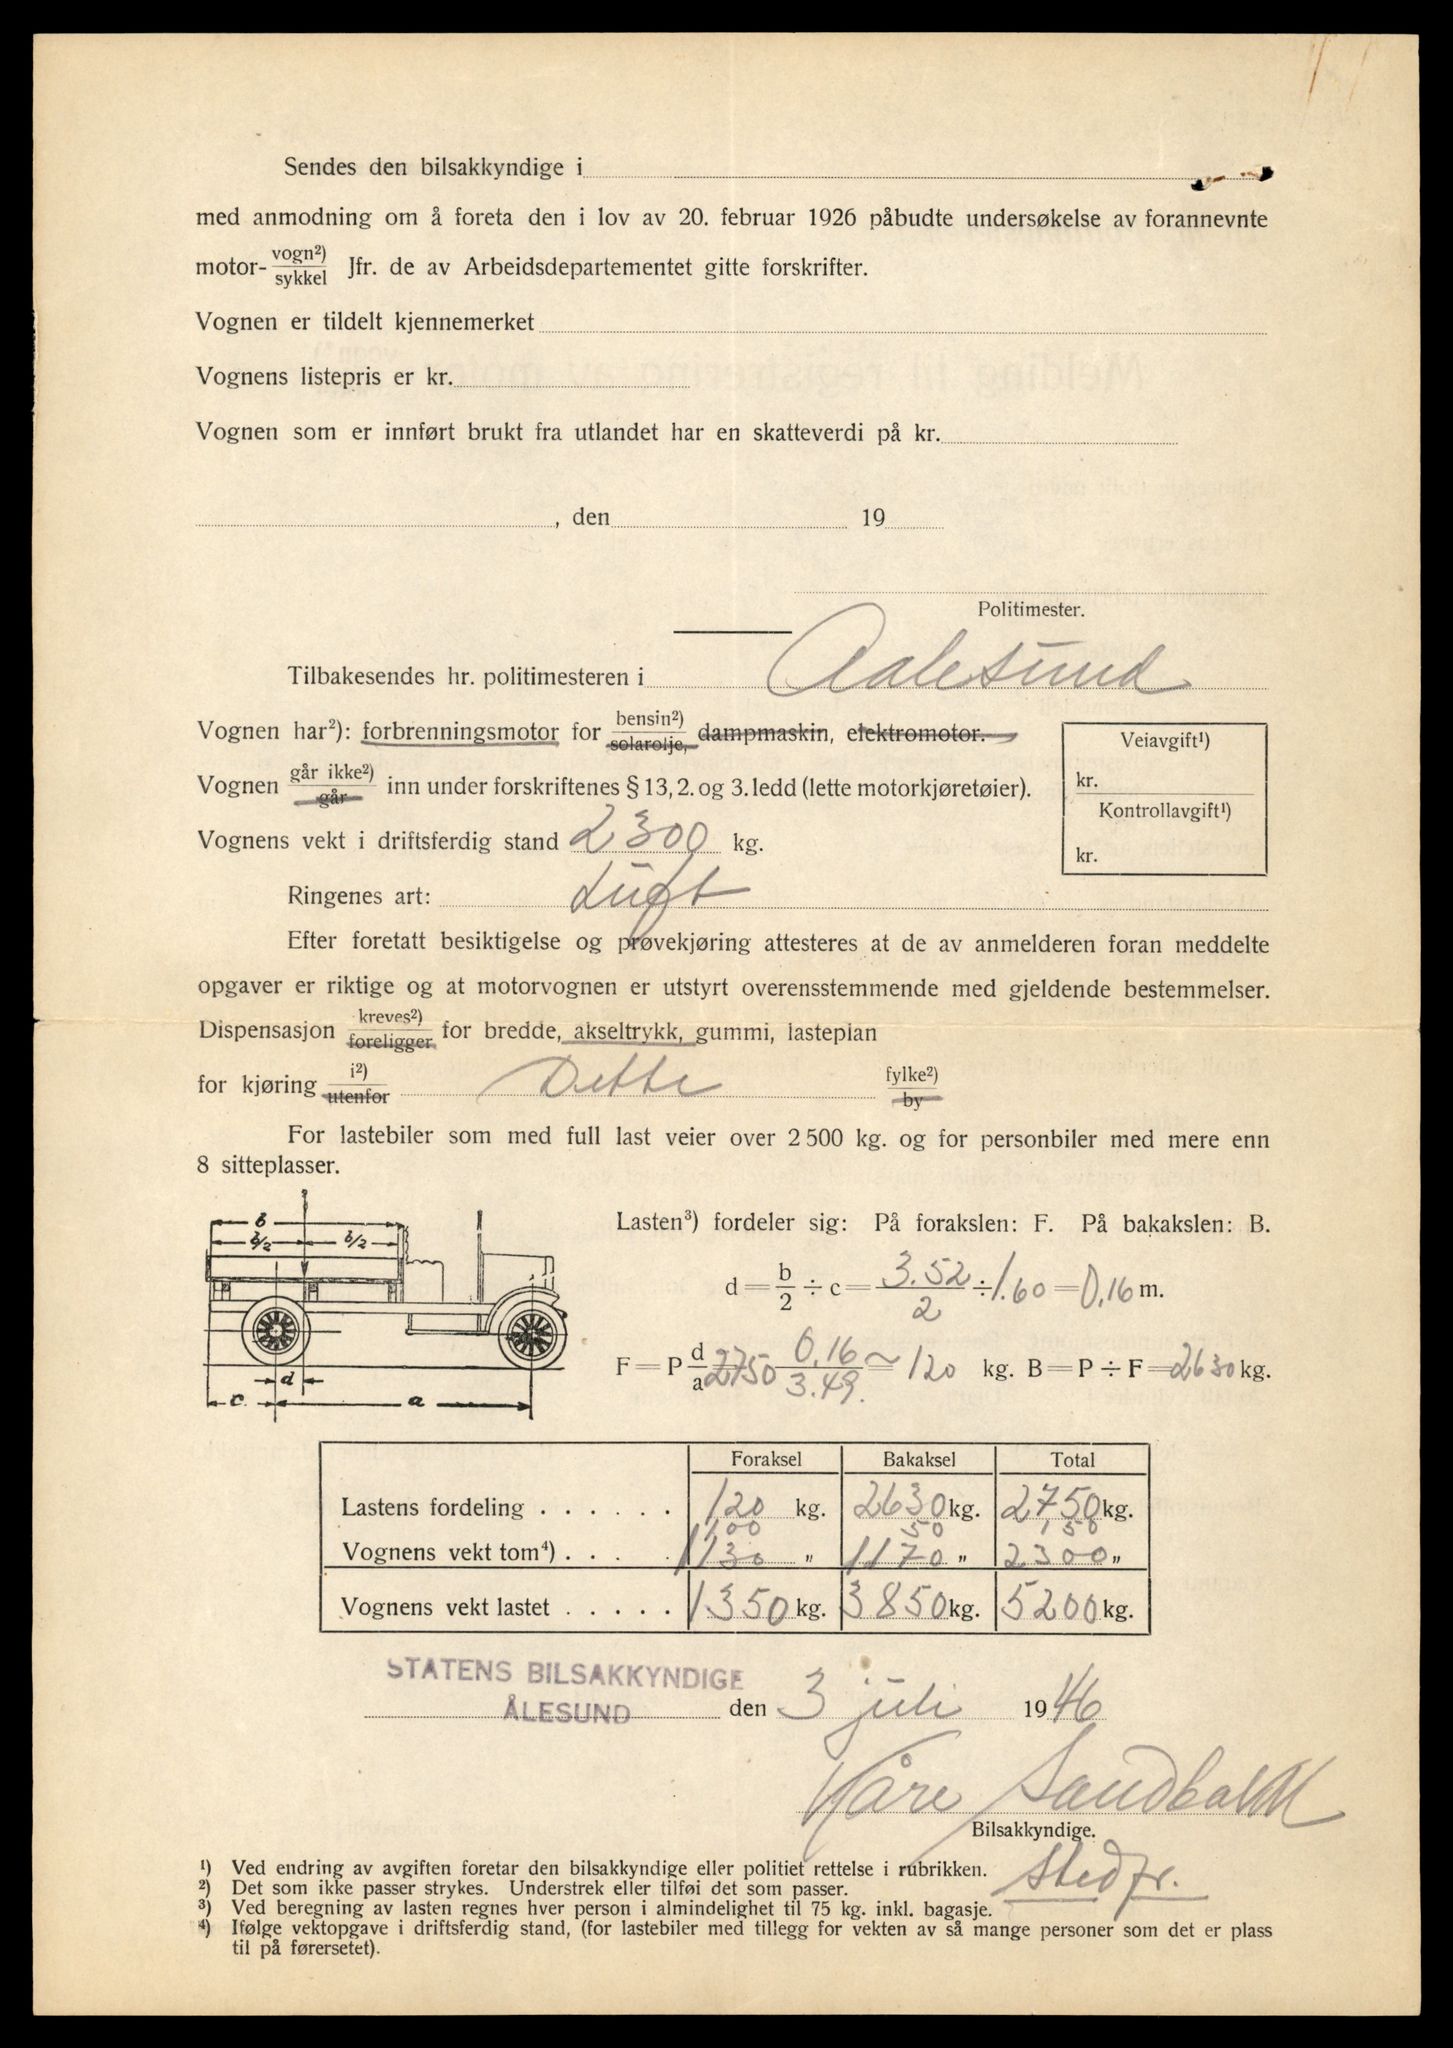 Sendes den bilsakkyndige i
med anmodning om å foreta den i lov av 20. februar 1926 påbudte undersøkelse av forannevnte
motor- vogn²) / sykkel Jfr. de av Arbeidsdepartementet gitte forskrifter.
Vognen er tildelt kjennemerket
Vognens listepris er kr.
Vognen som er innført brukt fra utlandet har en skatteverdi på kr.
, den 19
Politimester.
Tilbakesendes hr. politimesteren i Aalesund
Vognen har²): forbrenningsmotor for bensin²) / solarolje, dampmaskin, elektromotor.
Veiavgift¹)
kr.
Kontrollavgift¹)
kr.
Vognen går ikke²) / går inn under forskriftenes § 13, 2. og 3. ledd (lette motorkjøretøier).
Vognens vekt i driftsferdig stand 2300 kg.
Ringenes art: Luft
Efter foretatt besiktigelse og prøvekjøring attesteres at de av anmelderen foran meddelte
opgaver er riktige og at motorvognen er utstyrt overensstemmende med gjeldende bestemmelser.
Dispensasjon kreves²) / foreligger for bredde, akseltrykk, gummi, lasteplan
for kjøring i²) / utenfor Dette fylke²) / by
For lastebiler som med full last veier over 2 500 kg. og for personbiler med mere enn
8 sitteplasser.
b
b/2 b/2
d
c. a
Lasten³) fordeler sig: På forakslen: F. På bakakslen: B.
d = b/2 ÷ c = 3.52/2 ÷ 1.60 = 0,16 m.
F = P d/a 2750 0,16/3.49 ≃ 120 kg. B = P ÷ F = 2630 kg.
Foraksel Bakaksel Total
Lastens fordeling . . . . . . 120 kg. 2630 kg. 2750 kg.
100 50 150
Vognens vekt tom⁴) . . . . 1130 „ 1170 „ 2300 „
Vognens vekt lastet . . . . . 1350 kg. 3850 kg. 5200 kg.
STATENS BILSAKKYNDIGE
ÅLESUND den 3 juli 1946
Kåre Sandbakk
Bilsakkyndige.
stedfr.
¹) Ved endring av avgiften foretar den bilsakkyndige eller politiet rettelse i rubrikken.
²) Det som ikke passer strykes. Understrek eller tilføi det som passer.
³) Ved beregning av lasten regnes hver person i almindelighet til 75 kg. inkl. bagasje.
⁴) Ifølge vektopgave i driftsferdig stand, (for lastebiler med tillegg for vekten av så mange personer som det er plass
til på førersetet).